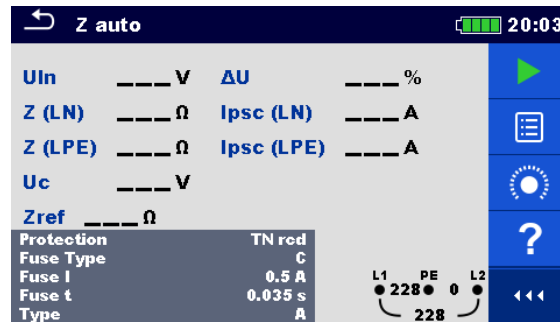 Z auto 20:03
Uln ___V ΔU ___%
Z (LN) ___Ω Ipsc (LN) ___A
Z (LPE) ___Ω Ipsc (LPE) ___A
Uc ___V
Zref ___Ω
Protection TN rcd
Fuse Type C
Fuse I 0.5 A
Fuse t 0.035 s
Type A
L1 PE L2
228 0
228
?